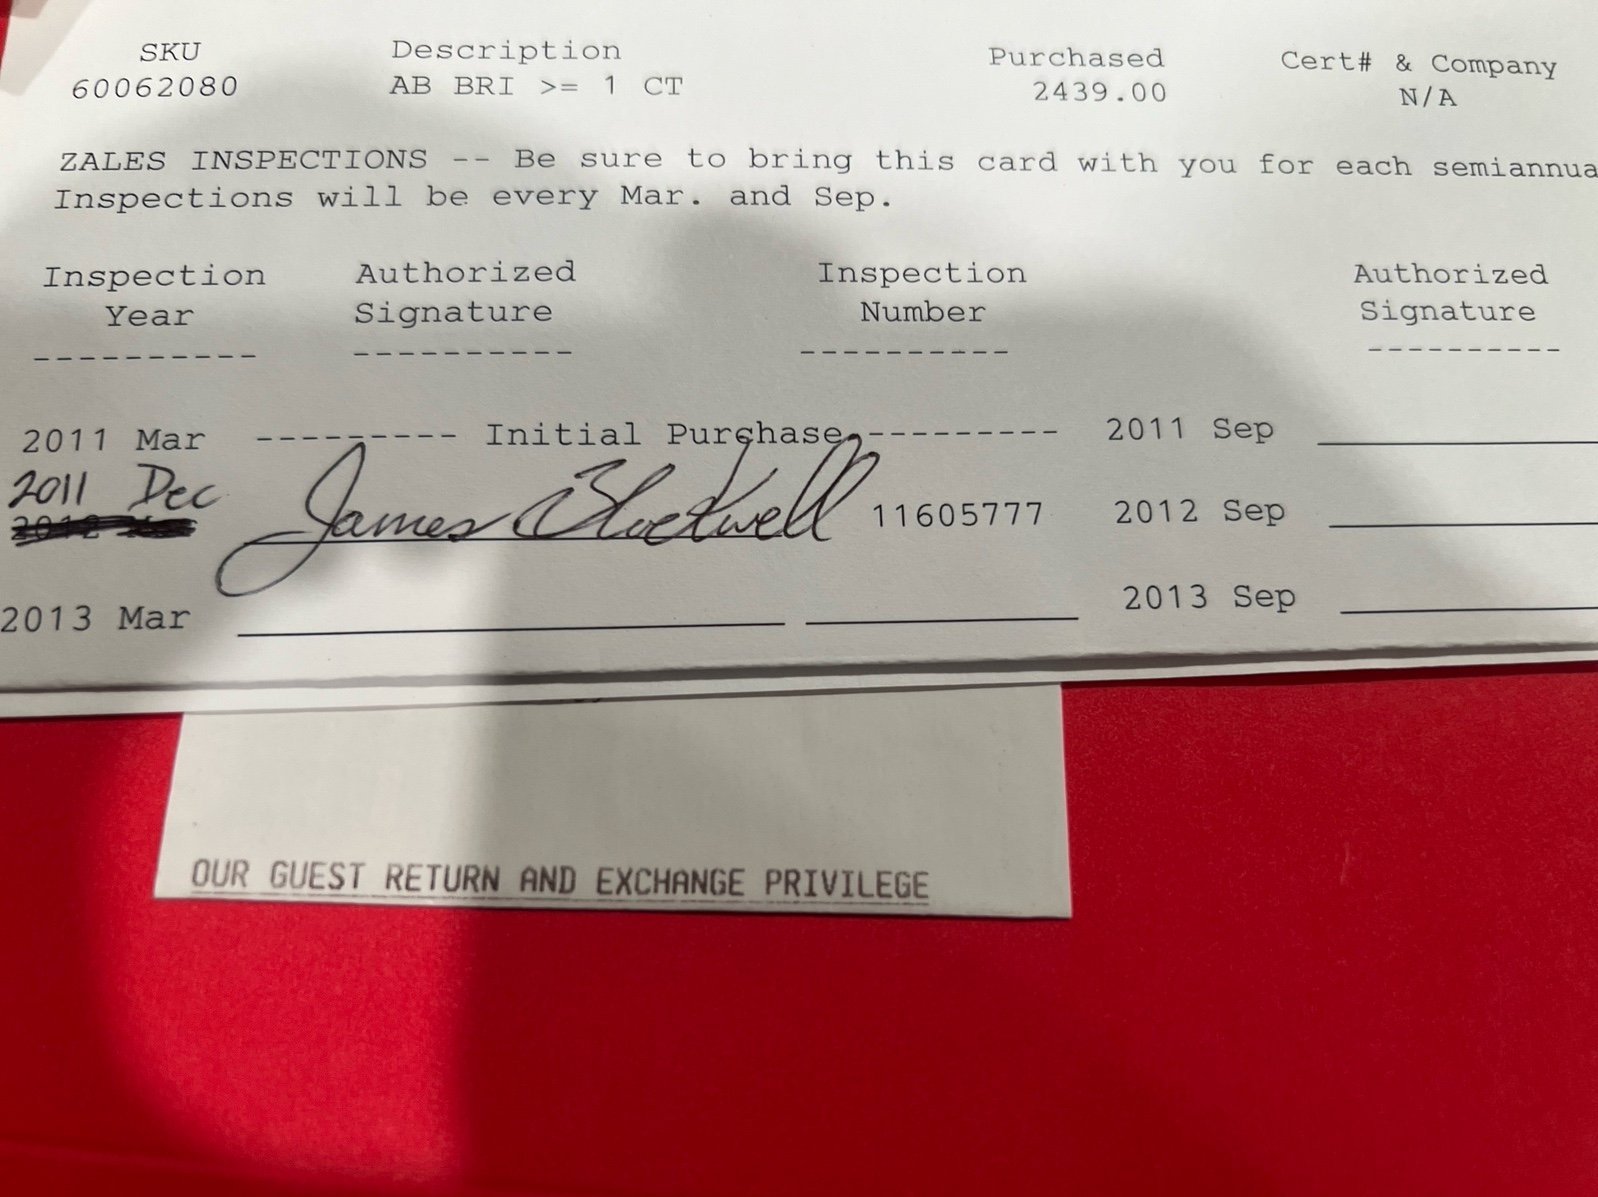 SKU Description Purchased Cert# & Company
60062080 AB BRI >= 1 CT 2439.00 N/A
ZALES INSPECTIONS -- Be sure to bring this card with you for each semiannua
Inspections will be every Mar. and Sep.
Inspection Authorized Inspection Authorized
Year Signature Number Signature
---------- ---------- ---------- ----------
2011 Mar --------- Initial Purchase --------- 2011 Sep
2011 Dec James 11605777 2012 Sep
2013 Mar 2013 Sep
OUR GUEST RETURN AND EXCHANGE PRIVILEGE